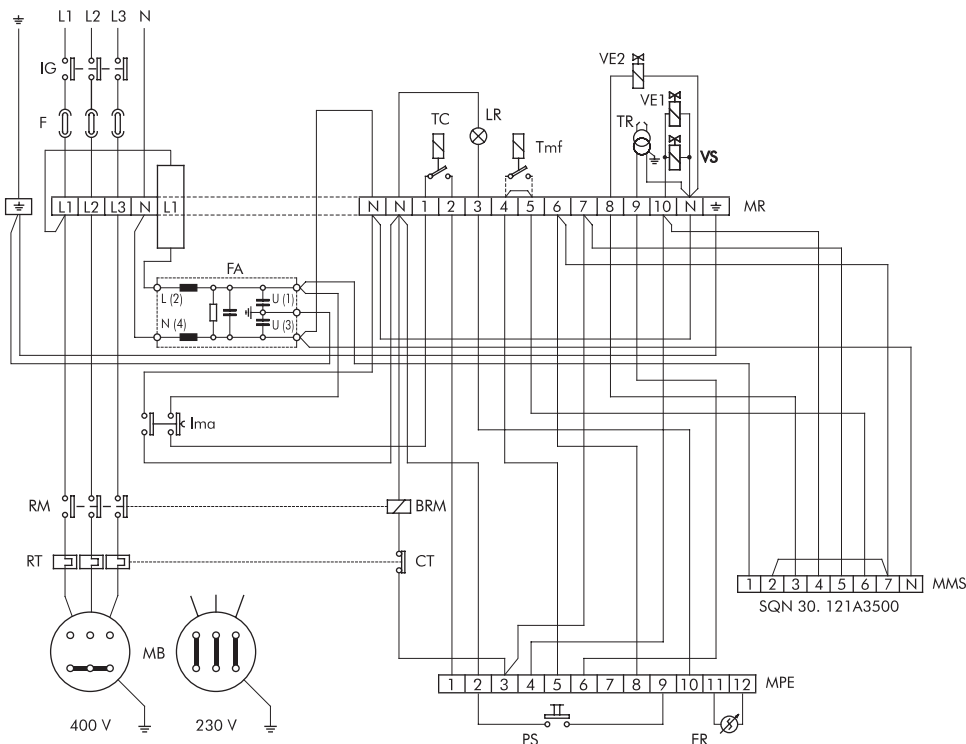 L1 L2 L3 N
IG
F
VE2
VE1
LR
TC
Tmf
TR
VS
L1 L2 L3 N L1
N N 1 2 3 4 5 6 7 8 9 10 N
MR
FA
L (2)
U (1)
N (4)
U (3)
Ima
RM
BRM
RT
CT
1 2 3 4 5 6 7 N
MMS
SQN 30. 121A3500
MB
1 2 3 4 5 6 7 8 9 10 11 12
MPE
400 V
230 V
PS
FR